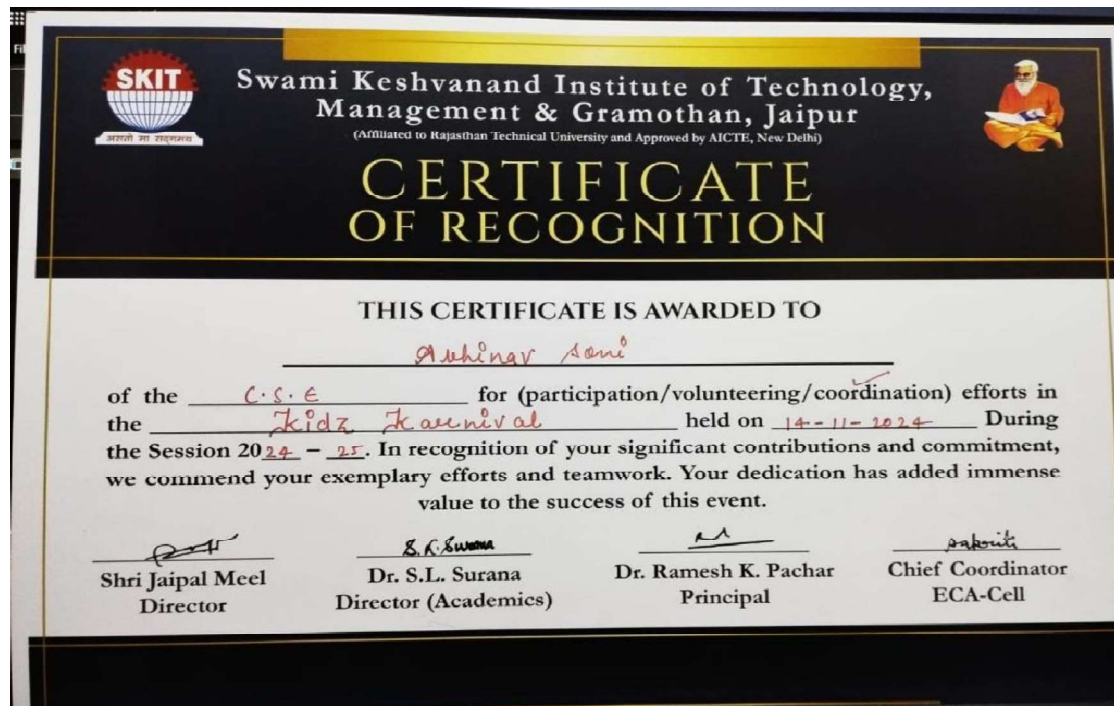 Fil
SKIT
असतो मा सद्गमय
Swami Keshvanand Institute of Technology,
Management & Gramothan, Jaipur
(Affiliated to Rajasthan Technical University and Approved by AICTE, New Delhi)
CERTIFICATE
OF RECOGNITION
THIS CERTIFICATE IS AWARDED TO
Abhinav Soni
of the C.S.E for (participation/volunteering/coordination) efforts in
the Kidz Karnival held on 14-11-2024 During
the Session 2024 – 25. In recognition of your significant contributions and commitment,
we commend your exemplary efforts and teamwork. Your dedication has added immense
value to the success of this event.
Shri Jaipal Meel
Director
Dr. S.L. Surana
Director (Academics)
Dr. Ramesh K. Pachar
Principal
Chief Coordinator
ECA-Cell